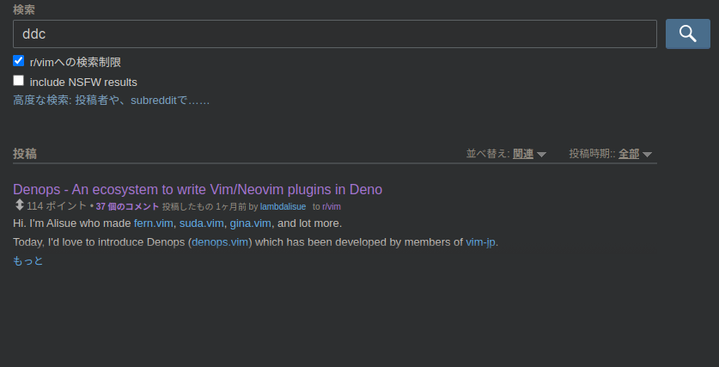 検索
ddc
r/vimへの検索制限
include NSFW results
高度な検索: 投稿者や、subredditで……
投稿 並べ替え: 関連 投稿時期:: 全部
Denops - An ecosystem to write Vim/Neovim plugins in Deno
114 ポイント • 37 個のコメント 投稿したもの 1ヶ月前 by lambdalisue to r/vim
Hi. I'm Alisue who made fern.vim, suda.vim, gina.vim, and lot more.
Today, I'd love to introduce Denops (denops.vim) which has been developed by members of vim-jp.
もっと